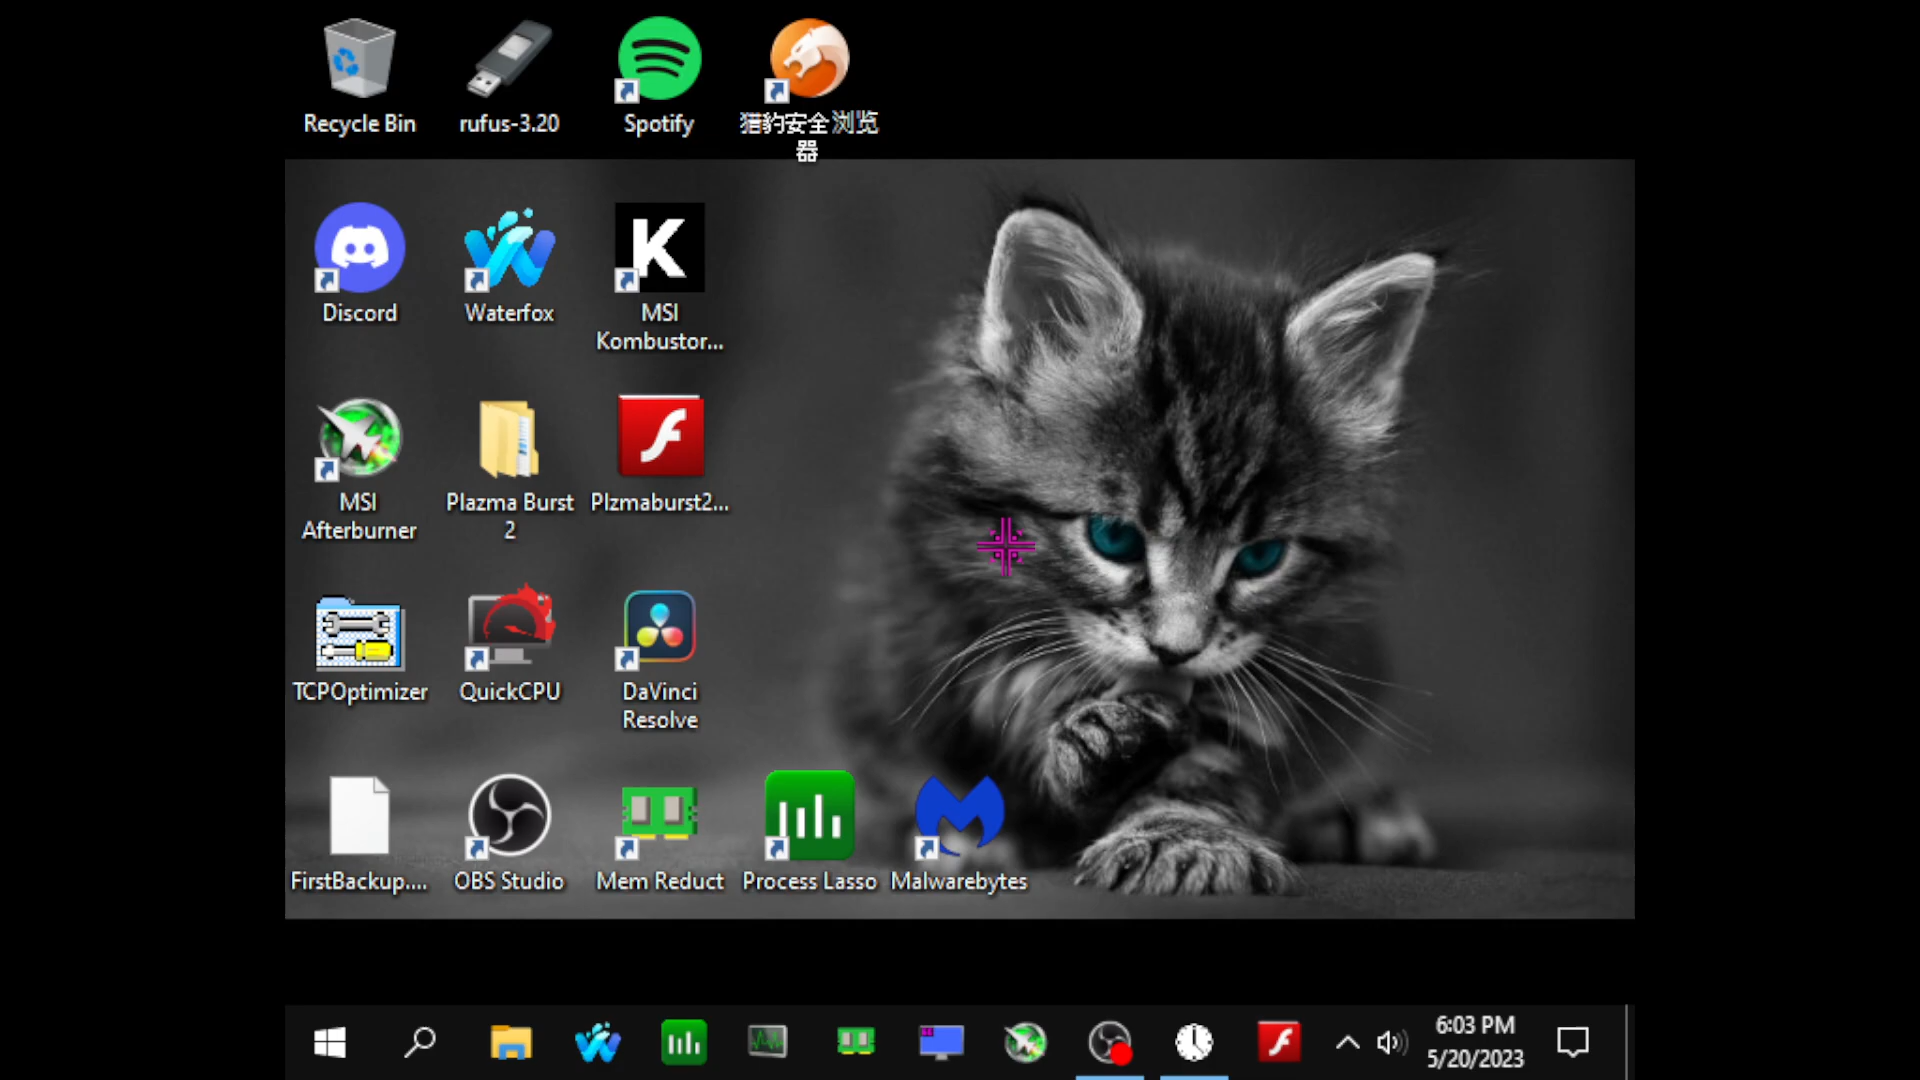 Recycle Bin
rufus-3.20
Spotify
猎豹安全浏览
器
Discord
Waterfox
K
MSI
Kombustor...
MSI
Afterburner
Plazma Burst
2
Plzmaburst2...
TCPOptimizer
QuickCPU
DaVinci
Resolve
FirstBackup....
OBS Studio
Mem Reduct
Process Lasso
Malwarebytes
6:03 PM
5/20/2023